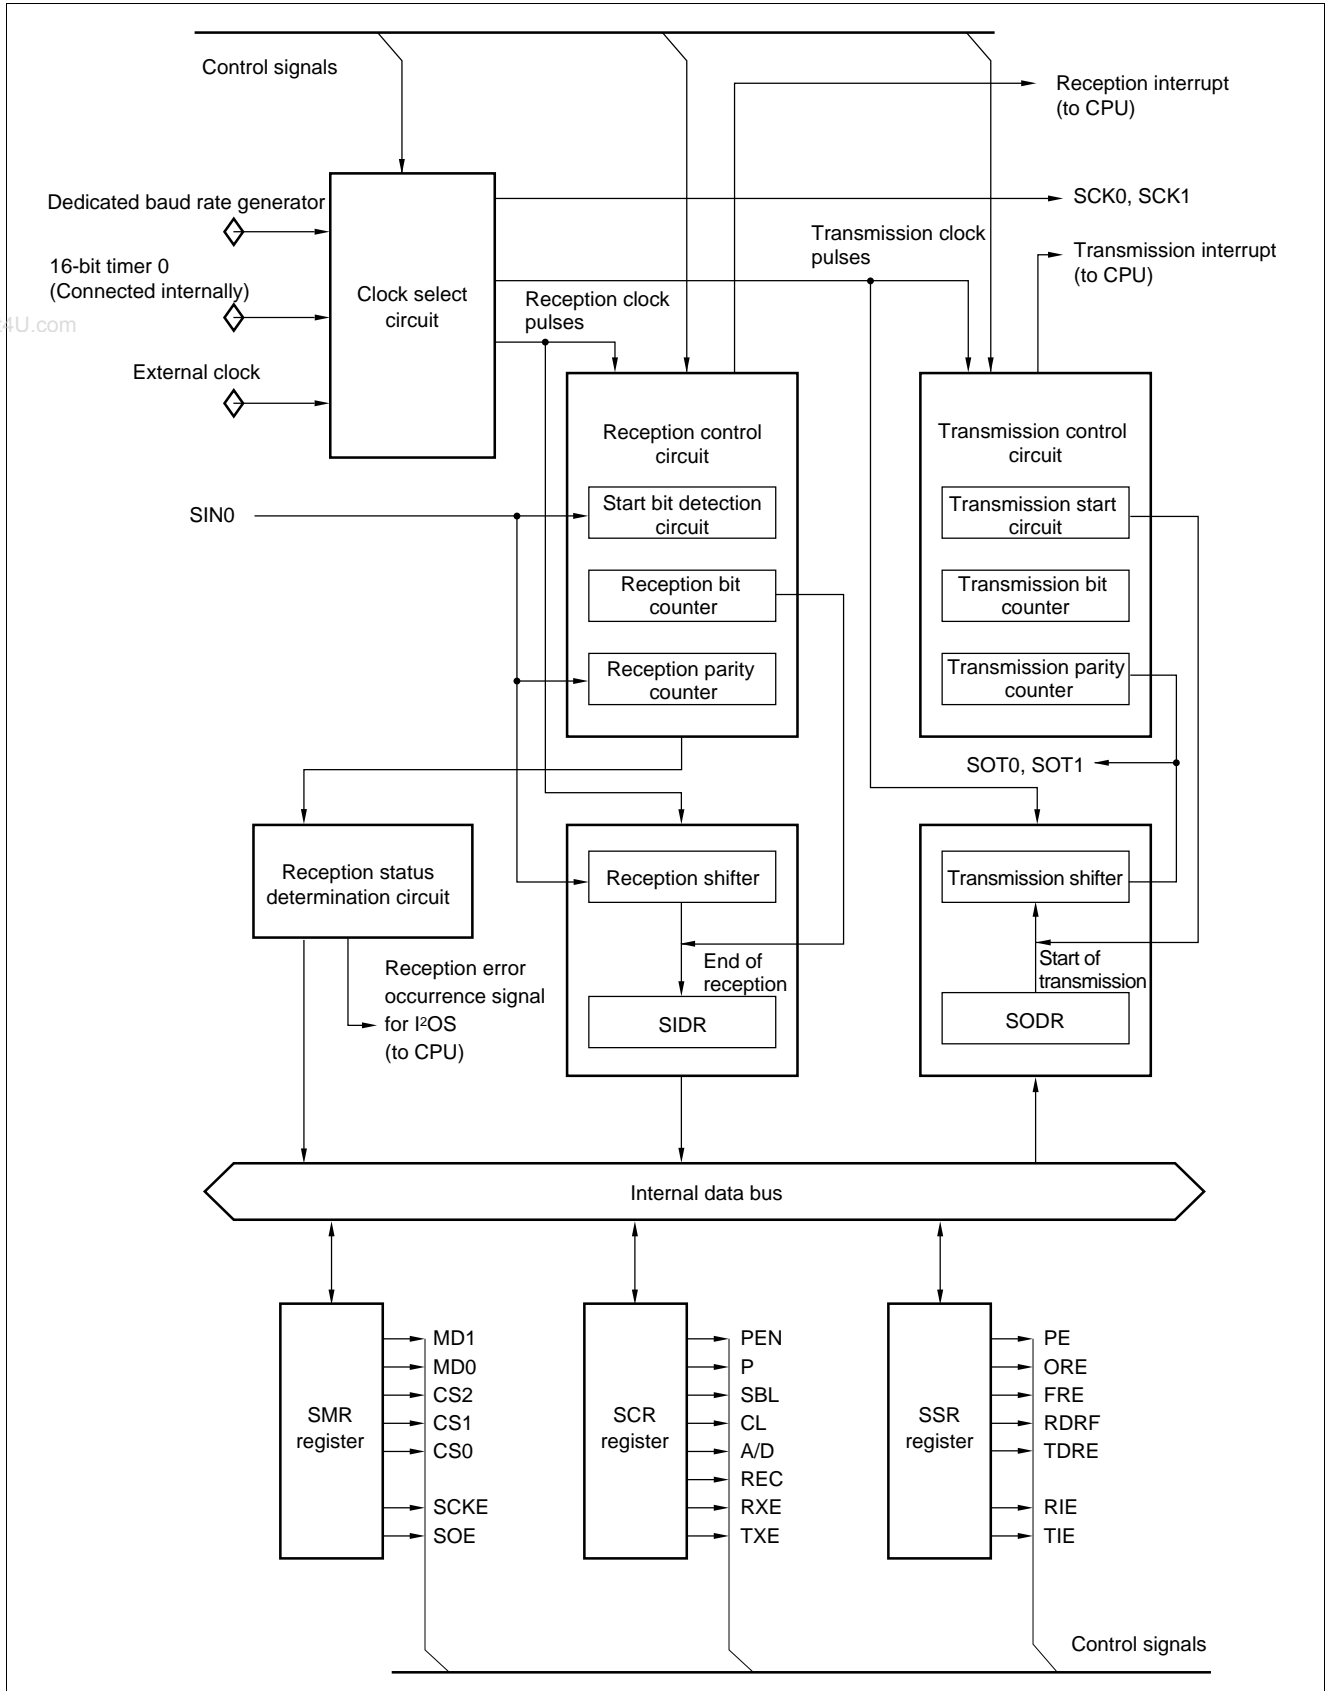 Control signals
Reception interrupt
(to CPU)
Dedicated baud rate generator
SCK0, SCK1
Transmission clock
pulses
Transmission interrupt
(to CPU)
16-bit timer 0
(Connected internally)
Clock select
circuit
Reception clock
pulses
4U.com
External clock
Reception control
circuit
Transmission control
circuit
SIN0
Start bit detection
circuit
Transmission start
circuit
Reception bit
counter
Transmission bit
counter
Reception parity
counter
Transmission parity
counter
SOT0, SOT1
Reception status
determination circuit
Reception shifter
Transmission shifter
Reception error
occurrence signal
for I²OS
(to CPU)
End of
reception
Start of
transmission
SIDR
SODR
Internal data bus
SMR
register
MD1
MD0
CS2
CS1
CS0
SCKE
SOE
SCR
register
PEN
P
SBL
CL
A/D
REC
RXE
TXE
SSR
register
PE
ORE
FRE
RDRF
TDRE
RIE
TIE
Control signals